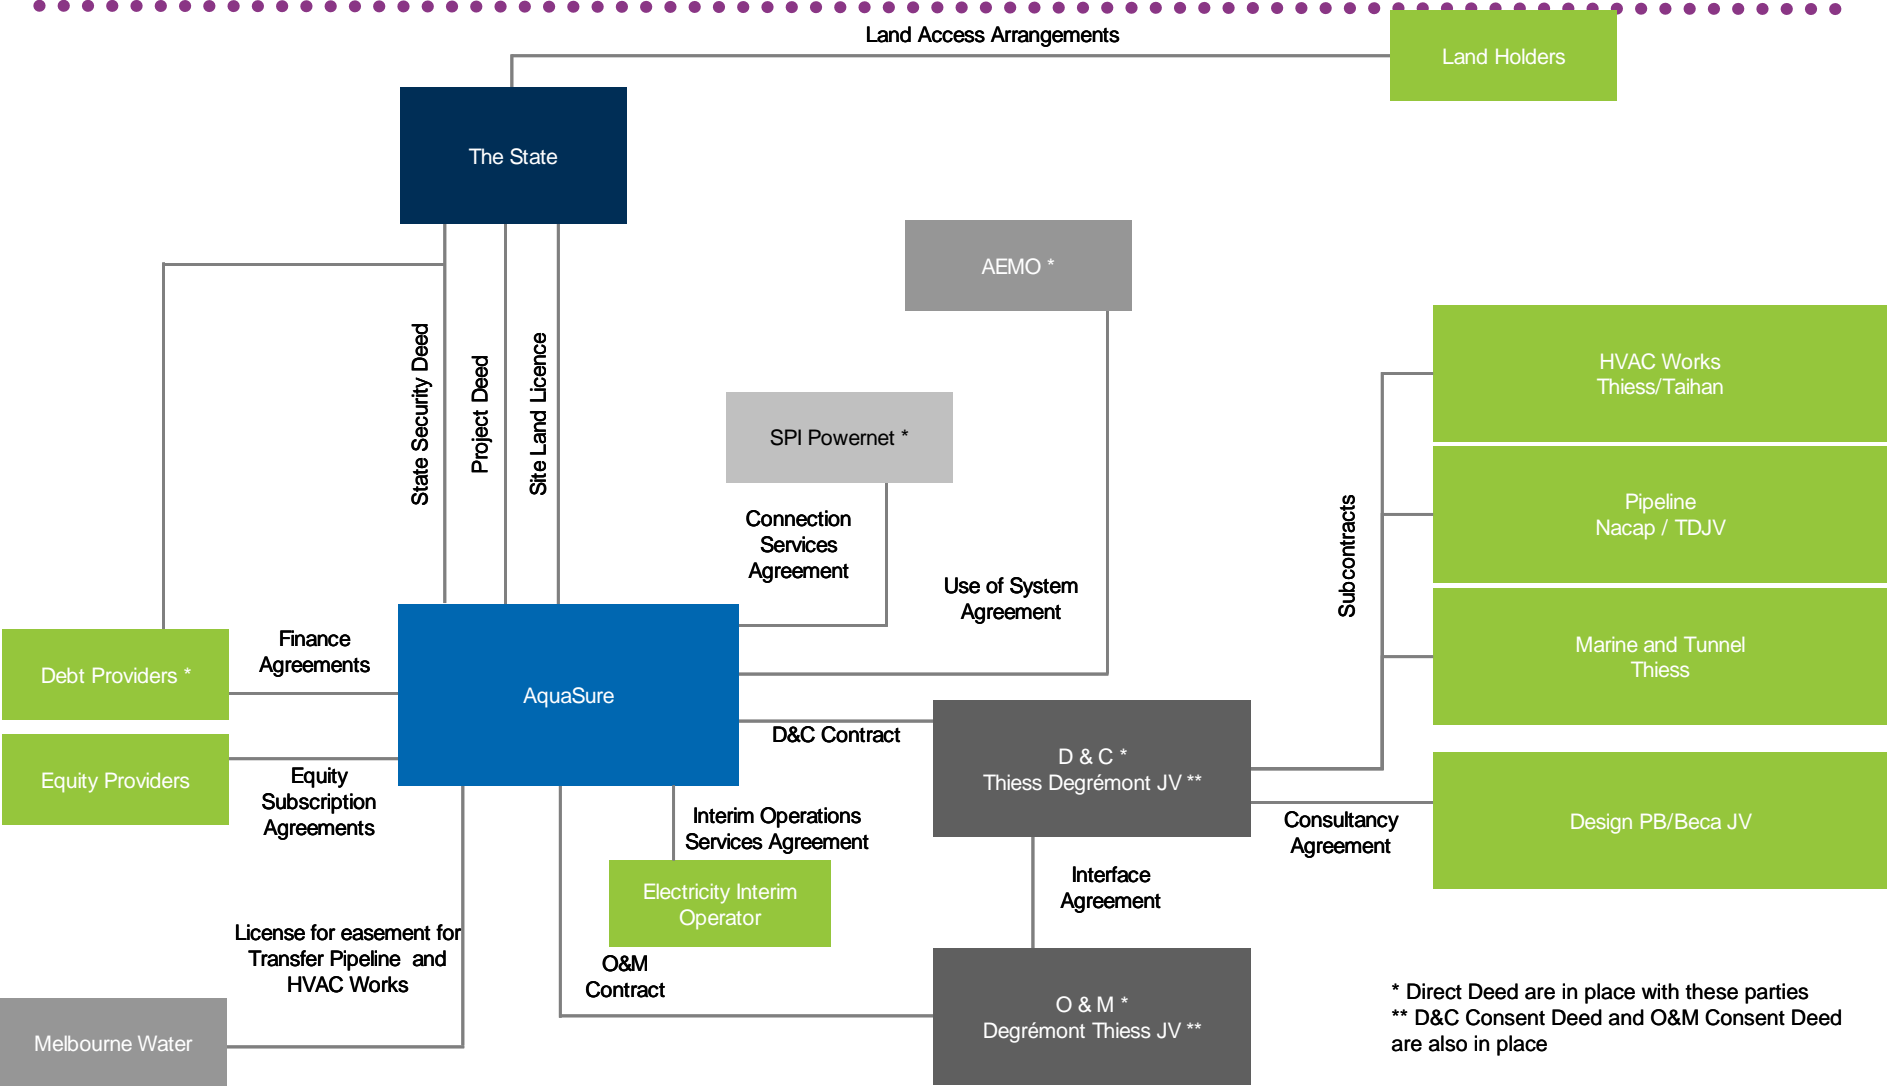 Land Access Arrangements
Land Holders
The State
AEMO *
State Security Deed
Project Deed
Site Land Licence
SPI Powernet *
HVAC Works
Thiess/Taihan
Pipeline
Nacap / TDJV
Marine and Tunnel
Thiess
Subcontracts
Connection
Services
Agreement
Use of System
Agreement
Finance
Agreements
Debt Providers *
AquaSure
Equity Providers
Equity
Subscription
Agreements
D&C Contract
D & C *
Thiess Degrémont JV **
Consultancy
Agreement
Design PB/Beca JV
Interim Operations
Services Agreement
Electricity Interim
Operator
Interface
Agreement
License for easement for
Transfer Pipeline  and
HVAC Works
O&M
Contract
O & M *
Degrémont Thiess JV **
Melbourne Water
* Direct Deed are in place with these parties
** D&C Consent Deed and O&M Consent Deed
are also in place